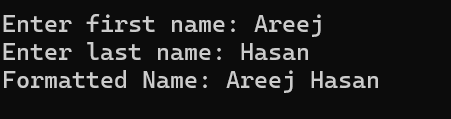 Enter first name: Areej
Enter last name: Hasan
Formatted Name: Areej Hasan